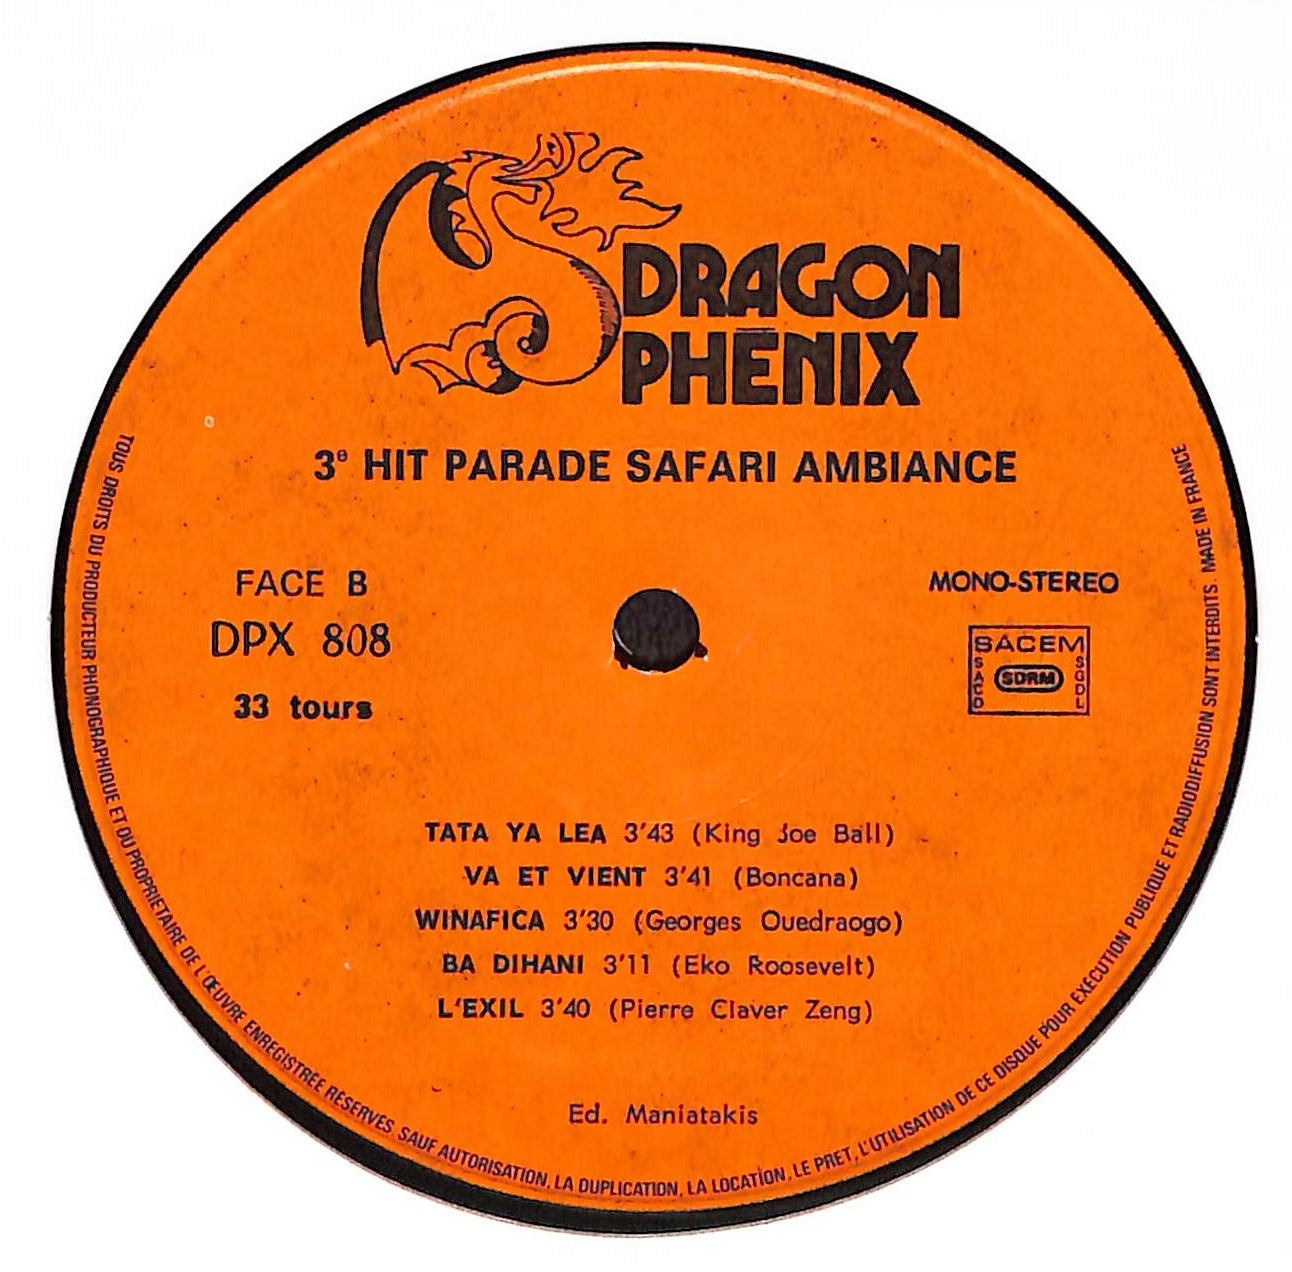 DRAGON
PHÉNIX
3e HIT PARADE SAFARI AMBIANCE
FACE B
DPX 808
33 tours
MONO-STEREO
SACEM
SACD
SDRM
SGDL
TATA YA LEA 3'43 (King Joe Ball)
VA ET VIENT 3'41 (Boncana)
WINAFICA 3'30 (Georges Ouedraogo)
BA DIHANI 3'11 (Eko Roosevelt)
L'EXIL 3'40 (Pierre Claver Zeng)
Ed. Maniatakis
TOUS DROITS DU PRODUCTEUR PHONOGRAPHIQUE ET DU PROPRIETAIRE DE L'ŒUVRE ENREGISTRÉE RÉSERVÉS SAUF AUTORISATION, LA DUPLICATION, LA LOCATION, LE PRET, L'UTILISATION DE CE DISQUE POUR EXECUTION PUBLIQUE ET RADIODIFFUSION SONT INTERDITS. MADE IN FRANCE